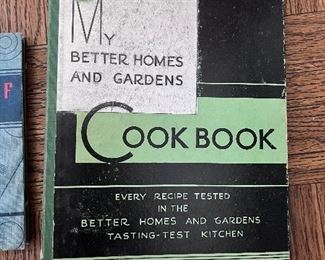 MY
BETTER HOMES
AND GARDENS
COOK BOOK
EVERY RECIPE TESTED
IN THE
BETTER HOMES AND GARDENS
TASTING-TEST KITCHEN
F